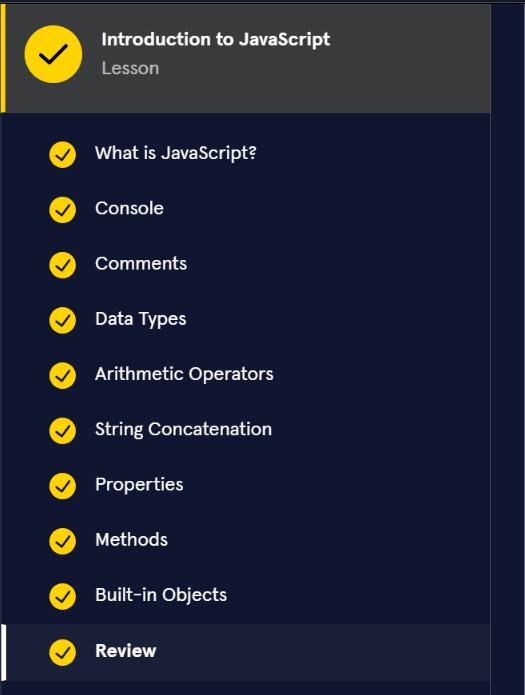 Introduction to JavaScript
Lesson
What is JavaScript?
Console
Comments
Data Types
Arithmetic Operators
String Concatenation
Properties
Methods
Built-in Objects
Review